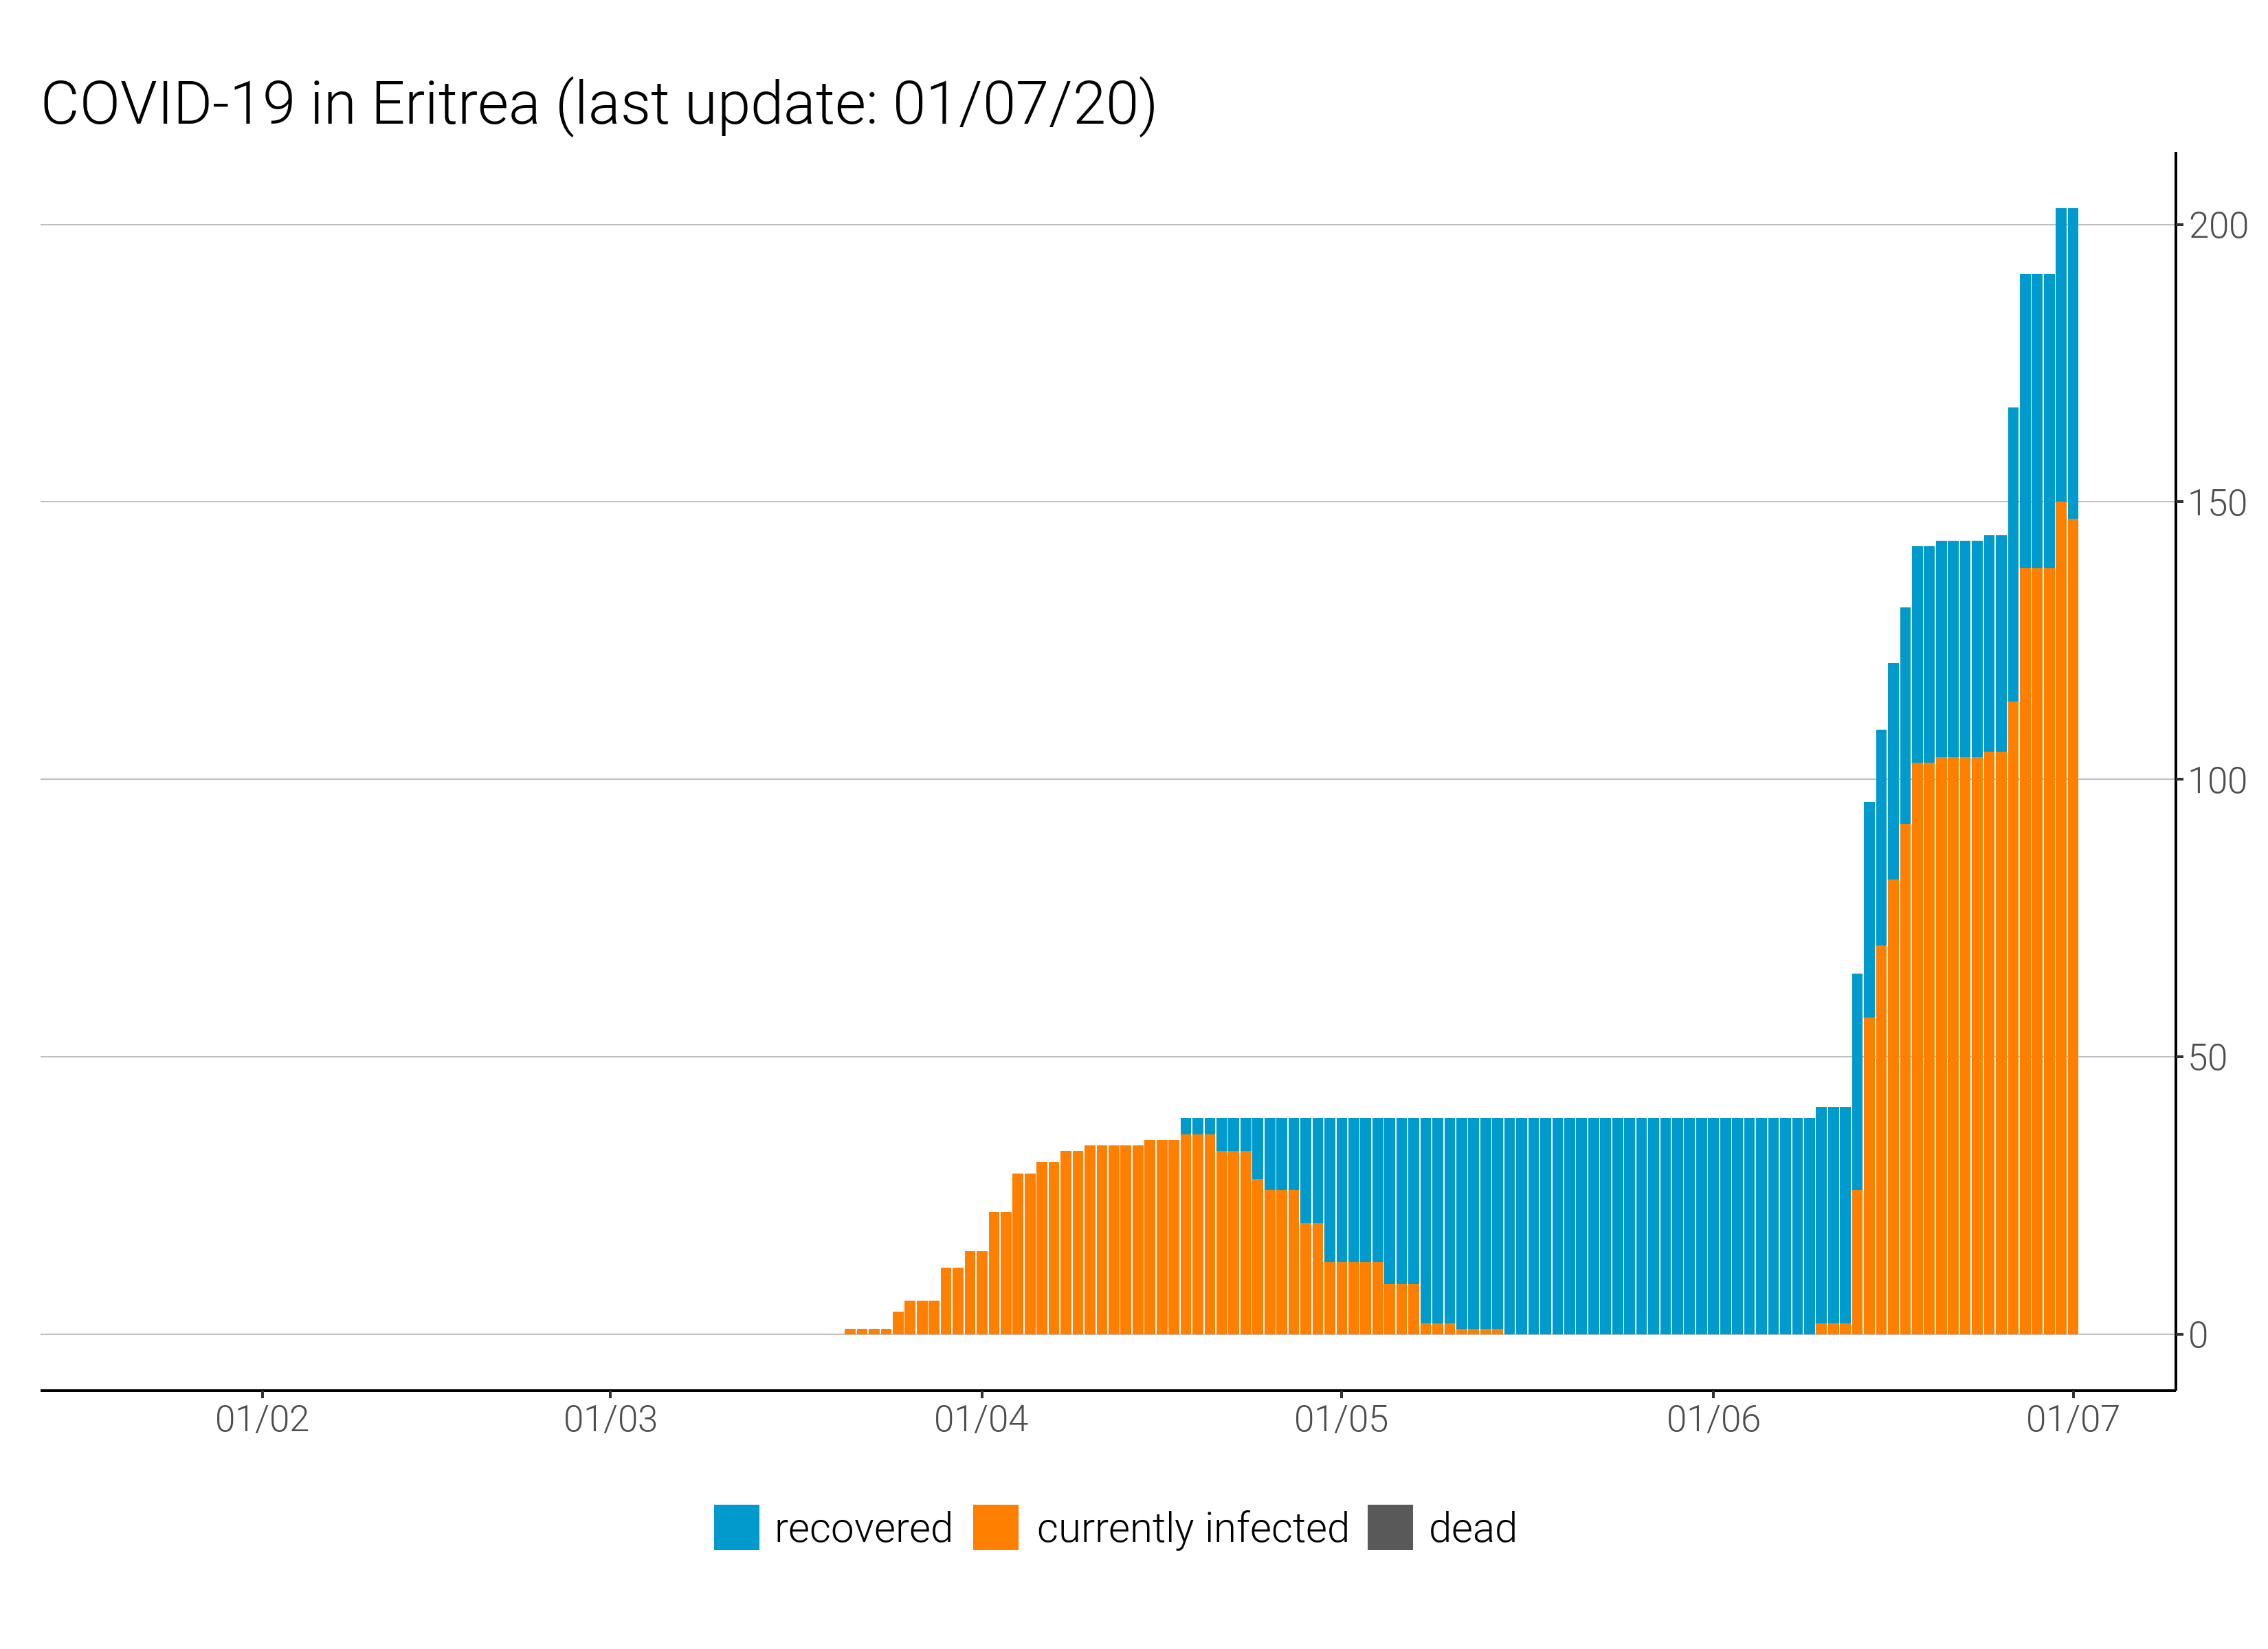 COVID-19 in Eritrea (last update: 01/07/20)
200
150
100
50
0
01/02 01/03 01/04 01/05 01/06 01/07
recovered currently infected dead